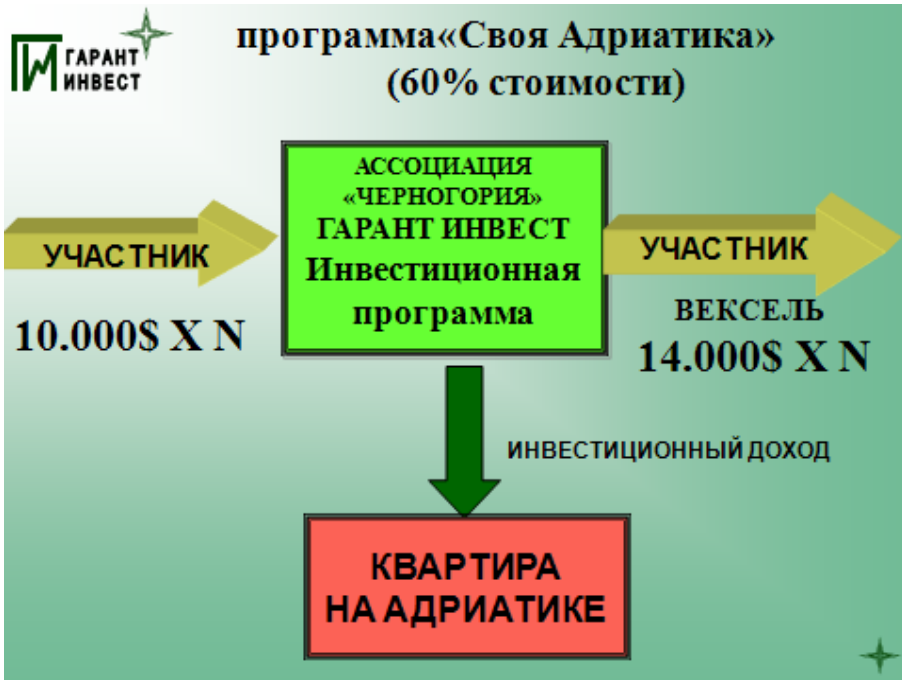 ГАРАНТ
ИНВЕСТ
программа«Своя Адриатика»
(60% стоимости)
АССОЦИАЦИЯ
«ЧЕРНОГОРИЯ»
ГАРАНТ ИНВЕСТ
Инвестиционная
программа
УЧАСТНИК
10.000$ X N
УЧАСТНИК
ВЕКСЕЛЬ
14.000$ X N
ИНВЕСТИЦИОННЫЙ ДОХОД
КВАРТИРА
НА АДРИАТИКЕ